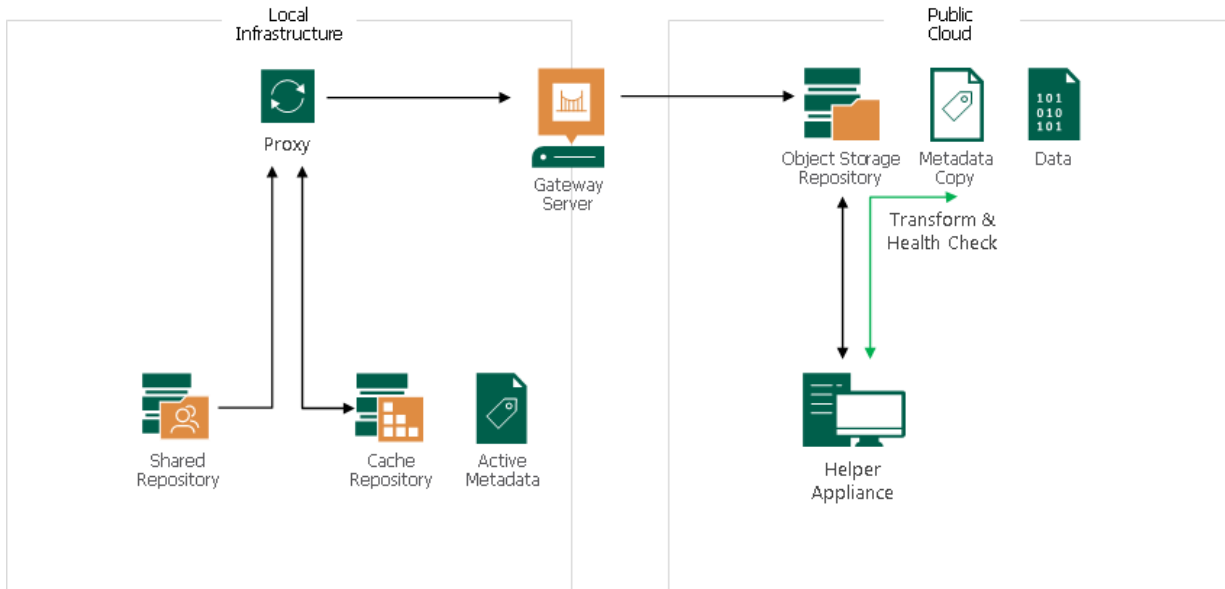 Local
Infrastructure
Public
Cloud
Proxy
Gateway
Server
Object Storage
Repository
Metadata
Copy
101
010
101
Data
Transform &
Health Check
Shared
Repository
Cache
Repository
Active
Metadata
Helper
Appliance